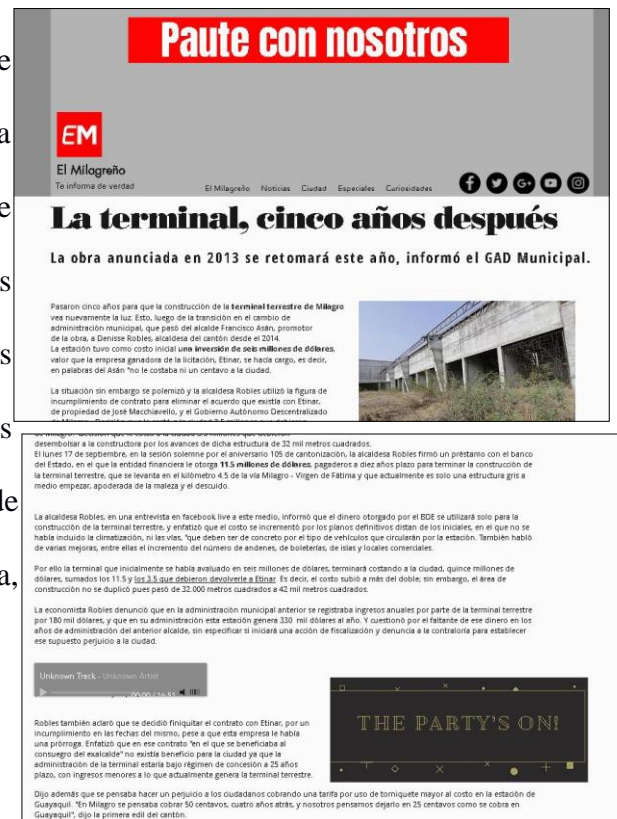 Paute con nosotros
e
a
EM
El Milagreño
Te informa de verdad
El Milagreño Noticias Ciudad Especiales Curiosidades
e
La terminal, cinco años después
La obra anunciada en 2013 se retomará este año, informó el GAD Municipal.
s
Pasaron cinco años para que la construcción de la terminal terrestre de Milagro
vea nuevamente la luz. Esto, luego de la transición en el cambio de
administración municipal, que pasó del alcalde Francisco Asán, promotor
de la obra, a Denisse Robles, alcaldesa del cantón desde el 2014.
La estación tuvo como costo inicial una inversión de seis millones de dólares,
valor que la empresa ganadora de la licitación, Etinar, se hacía cargo, es decir,
en palabras del Asán "no le costaba ni un centavo a la ciudad.
s
La situación sin embargo se polemizó y la alcaldesa Robles utilizó la figura de
incumplimiento de contrato para eliminar el acuerdo que existía con Etinar,
de propiedad de José Macchiavello, y el Gobierno Autónomo Descentralizado
s
desembolsar a la constructora por los avances de dicha estructura de 32 mil metros cuadrados.
El lunes 17 de septiembre, en la sesión solemne por el aniversario 105 de cantonización, la alcaldesa Robles firmó un préstamo con el banco
del Estado, en el que la entidad financiera le otorga 11.5 millones de dólares, pagaderos a diez años plazo para terminar la construcción de
la terminal terrestre, que se levanta en el kilómetro 4.5 de la vía Milagro - Virgen de Fátima y que actualmente es solo una estructura gris a
medio empezar, apoderada de la maleza y el descuido.
de
La alcaldesa Robles, en una entrevista en facebook live a este medio, informó que el dinero otorgado por el BDE se utilizará solo para la
construcción de la terminal terrestre, y enfatizó que el costo se incrementó por los planos definitivos distan de los iniciales, en el que no se
había incluido la climatización, ni las vías, "que deben ser de concreto por el tipo de vehículos que circularán por la estación. También habló
de varias mejoras, entre ellas el incremento del número de andenes, de boleterías, de islas y locales comerciales.
a,
Por ello la terminal que inicialmente se había avaluado en seis millones de dólares, terminará costando a la ciudad, quince millones de
dólares, sumados los 11.5 y los 3.5 que debieron devolverle a Etinar. Es decir, el costo subió a más del doble; sin embargo, el área de
construcción no se duplicó pues pasó de 32.000 metros cuadrados a 42 mil metros cuadrados.
La economista Robles denunció que en la administración municipal anterior se registraba ingresos anuales por parte de la terminal terrestre
por 180 mil dólares, y que en su administración esta estación genera 330 mil dólares al año. Y cuestionó por el faltante de ese dinero en los
años de administración del anterior alcalde, sin especificar si iniciará una acción de fiscalización y denuncia a la contraloría para establecer
ese supuesto perjuicio a la ciudad.
Unknown Track - Unknown Artist
00:00 / 16:51
THE PARTY'S ON!
Robles también aclaró que se decidió finiquitar el contrato con Etinar, por un
incumplimiento en las fechas del mismo, pese a que esta empresa le había
una prórroga. Enfatizó que en ese contrato "en el que se beneficiaba al
consuegro del exalcalde" no existía beneficio para la ciudad ya que la
administración de la terminal estaría bajo régimen de concesión a 25 años
plazo, con ingresos menores a lo que actualmente genera la terminal terrestre.
Dijo además que se pensaba hacer un perjuicio a los ciudadanos cobrando una tarifa por uso de torniquete mayor al costo en la estación de
Guayaquil. "En Milagro se pensaba cobrar 50 centavos, cuatro años atrás, y nosotros pensamos dejarlo en 25 centavos como se cobra en
Guayaquil", dijo la primera edil del cantón.